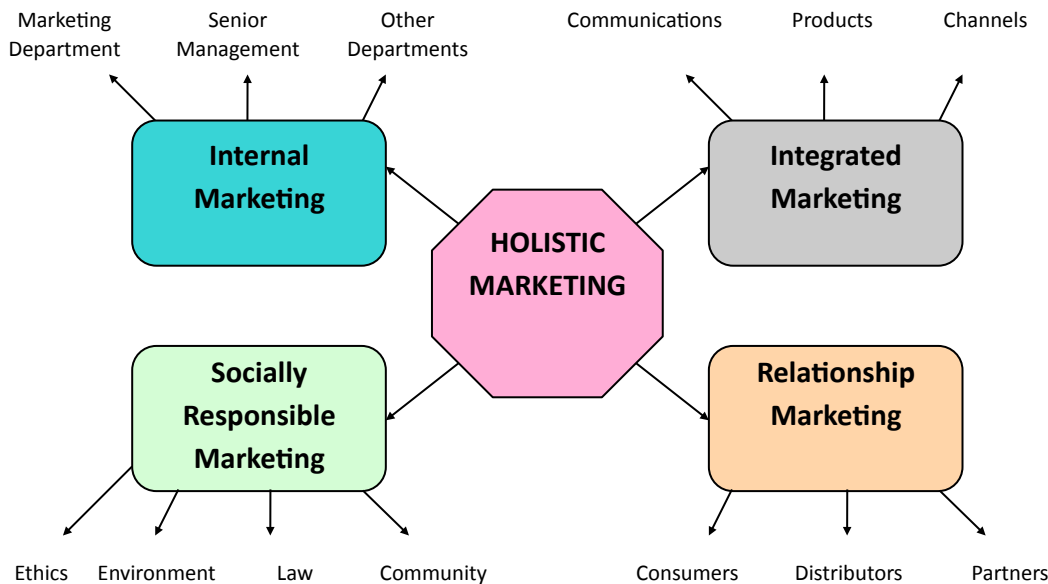 Marketing
Department
Senior
Management
Other
Departments
Communications
Products
Channels
Internal
Marketing
Integrated
Marketing
HOLISTIC
MARKETING
Socially
Responsible
Marketing
Relationship
Marketing
Ethics
Environment
Law
Community
Consumers
Distributors
Partners